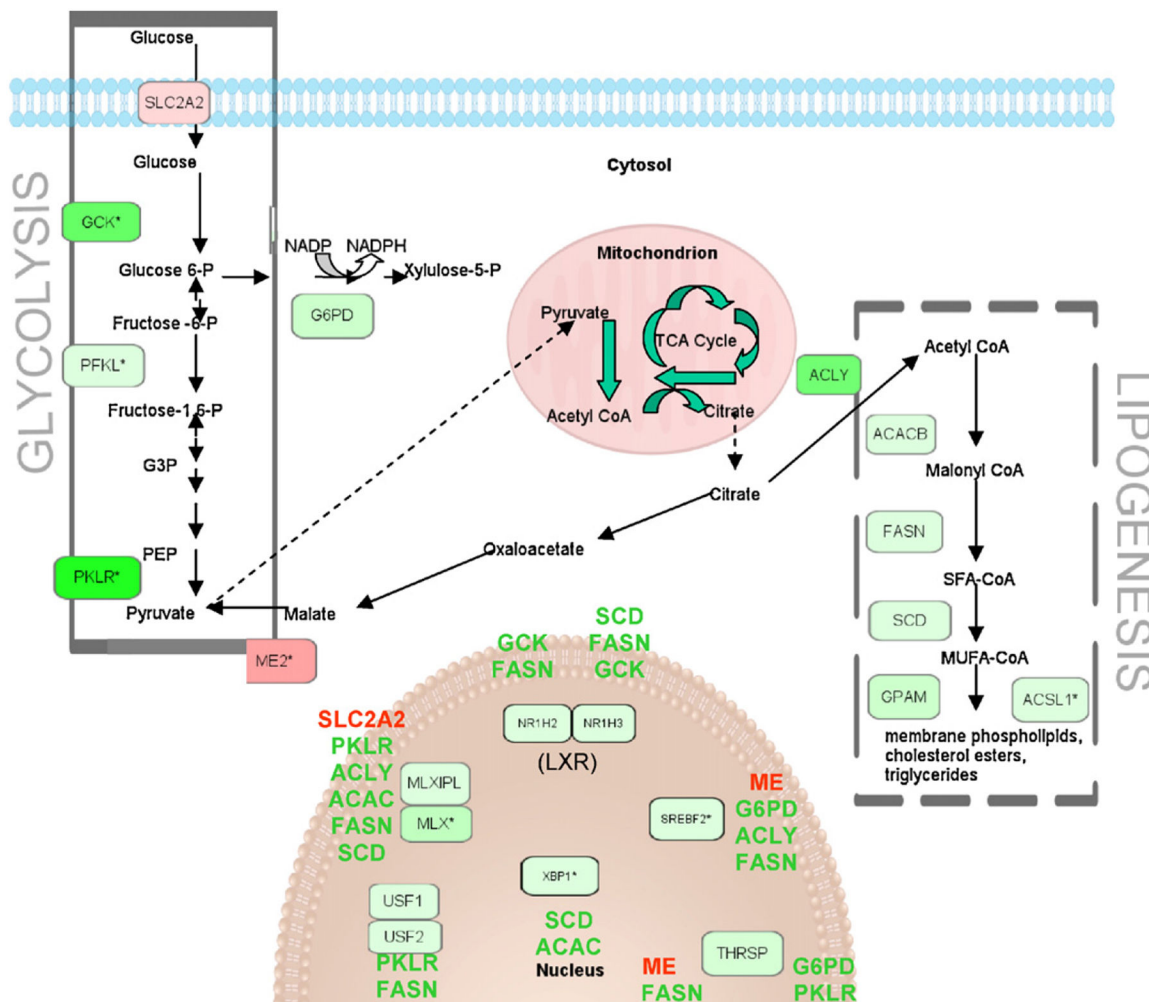 Glucose
SLC2A2
Glucose
Cytosol
GLYCOLYSIS
GCK*
NADP NADPH
Glucose 6-P
Xylulose-5-P
G6PD
Fructose -6-P
PFKL*
Fructose-1,6-P
G3P
PEP
PKLR*
Pyruvate
Malate
ME2*
Oxaloacetate
Mitochondrion
Pyruvate
TCA Cycle
Acetyl CoA
Citrate
Citrate
ACLY
LIPOGENESIS
Acetyl CoA
ACACB
Malonyl CoA
FASN
SFA-CoA
SCD
MUFA-CoA
GPAM
ACSL1*
membrane phospholipids,
cholesterol esters,
triglycerides
GCK
FASN
SCD
FASN
GCK
NR1H2 NR1H3
(LXR)
SLC2A2
PKLR
ACLY
ACAC
FASN
SCD
MLXIPL
MLX*
SREBF2*
ME
G6PD
ACLY
FASN
XBP1*
SCD
ACAC
Nucleus
USF1
USF2
PKLR
FASN
THRSP
ME
FASN
G6PD
PKLR